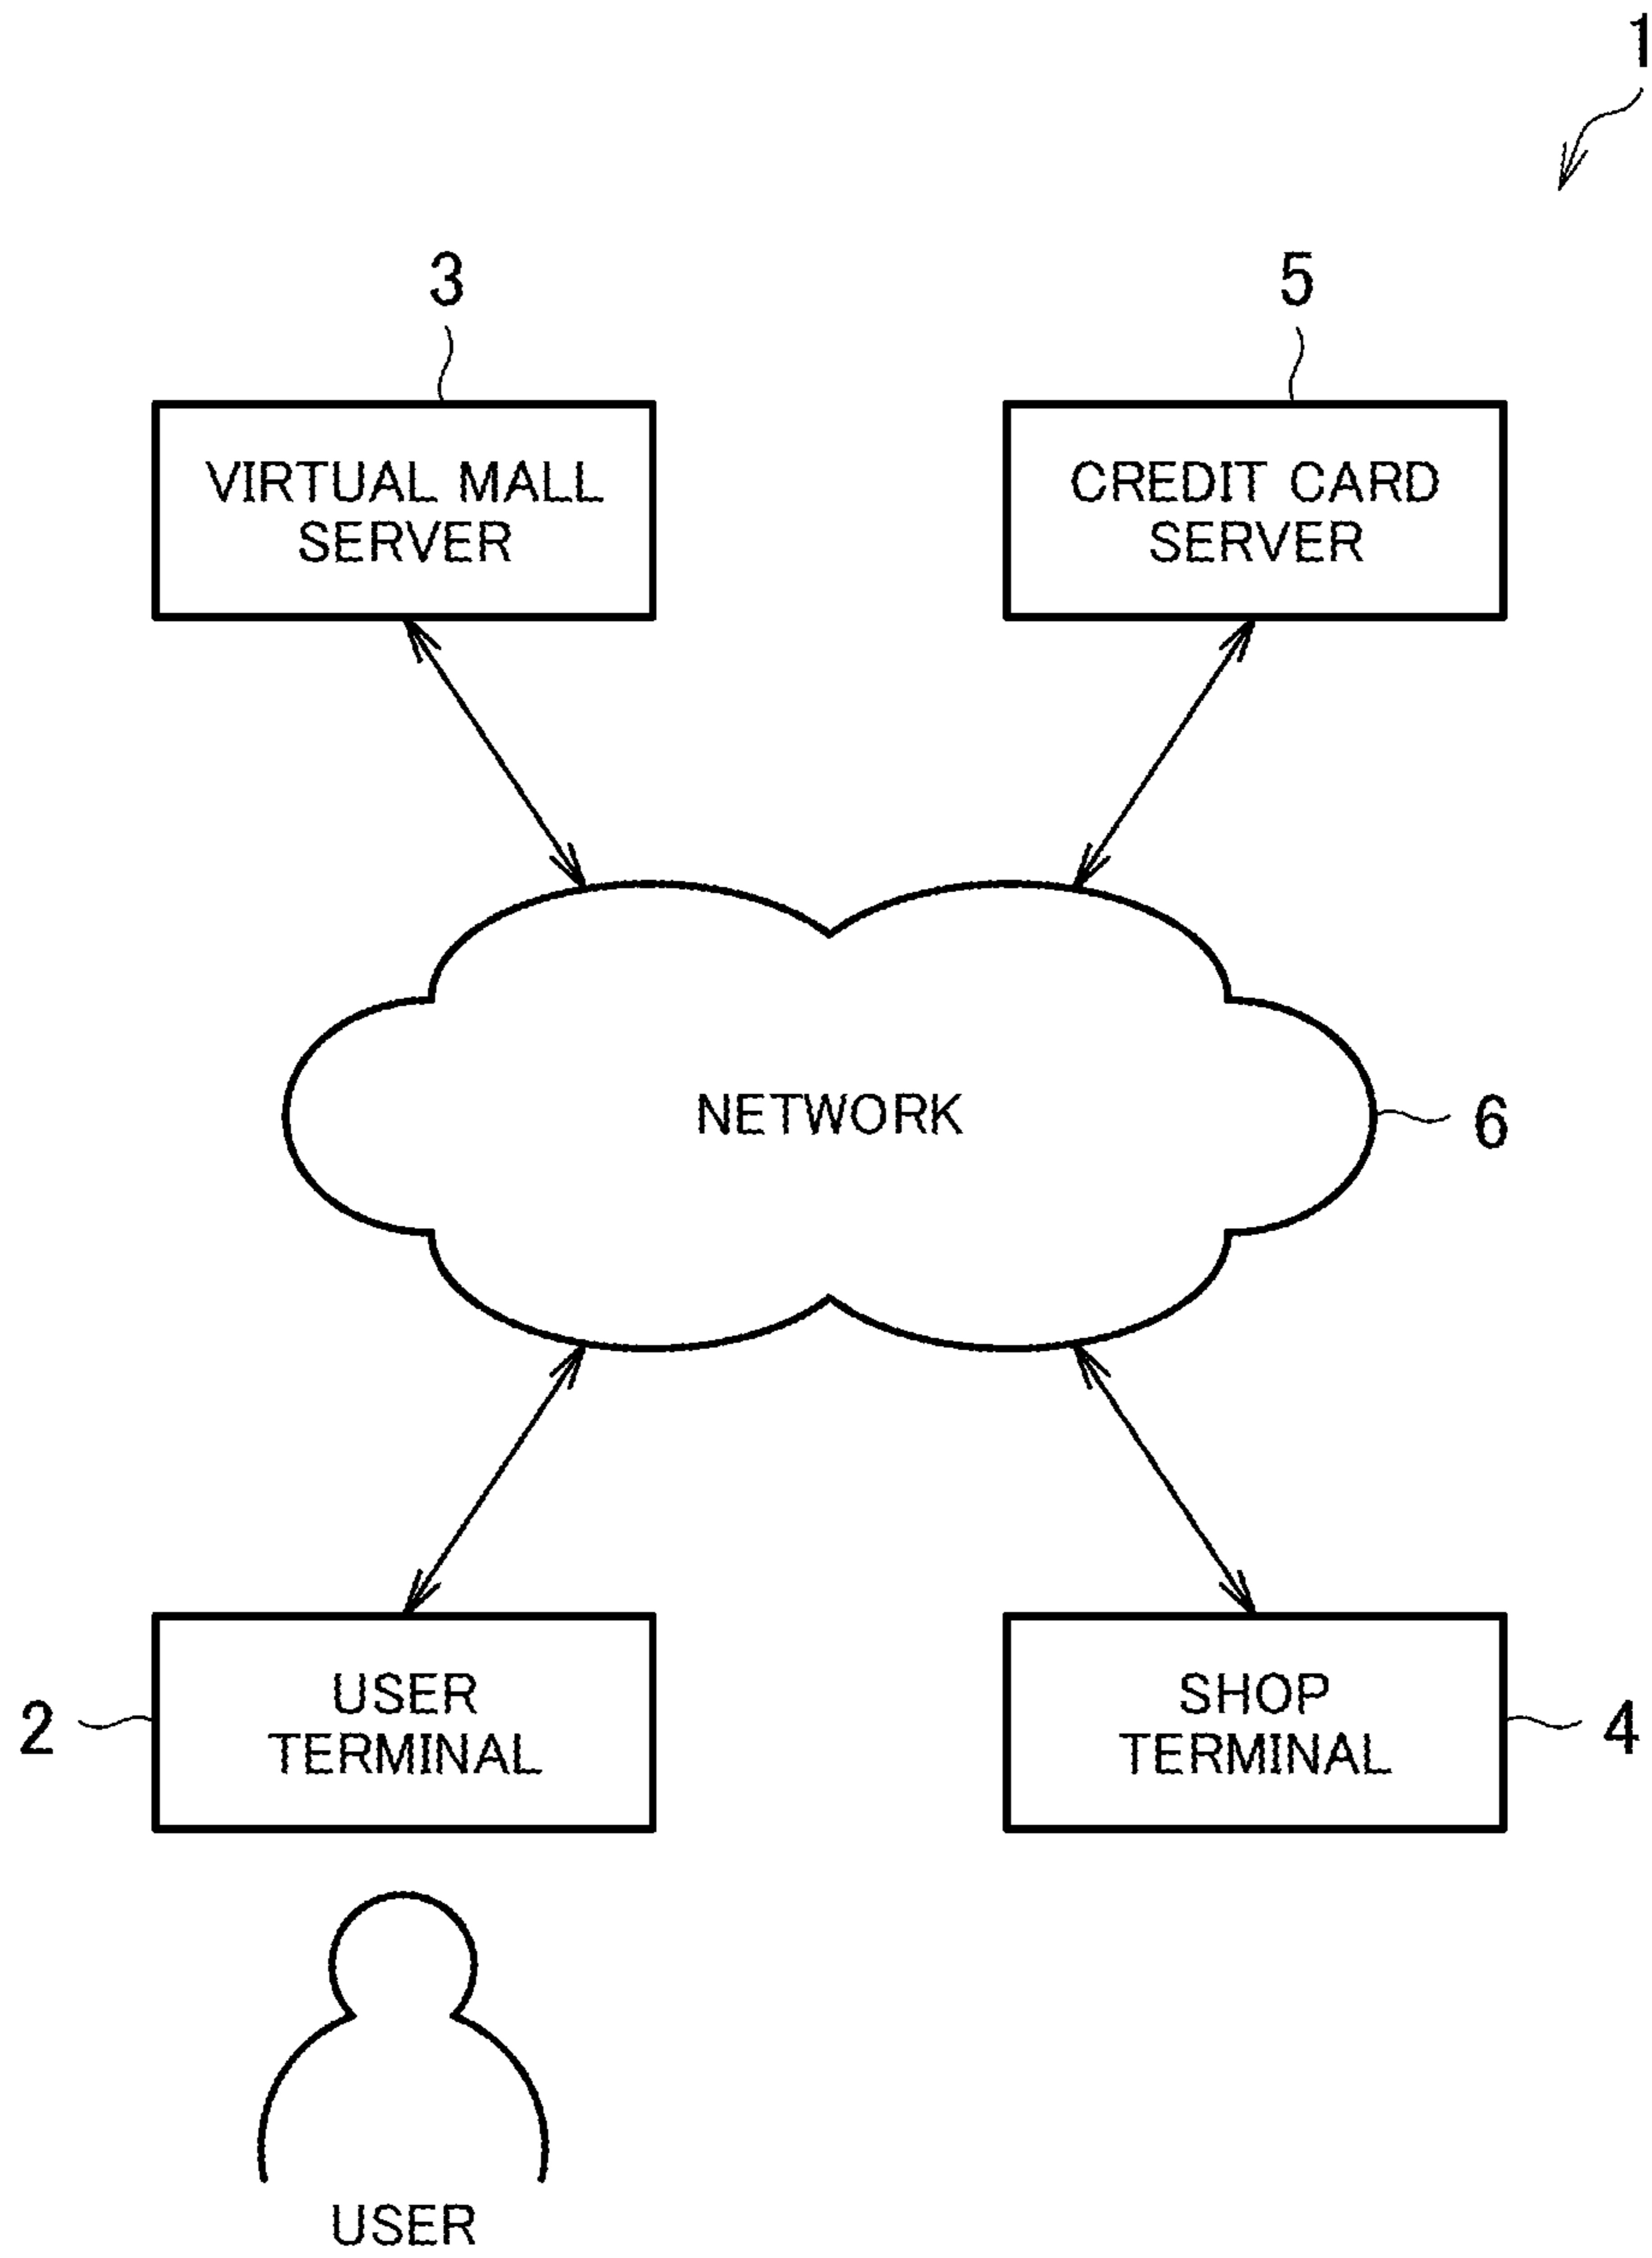 1
3
5
VIRTUAL MALL
SERVER
CREDIT CARD
SERVER
NETWORK
6
2
USER
TERMINAL
SHOP
TERMINAL
4
USER